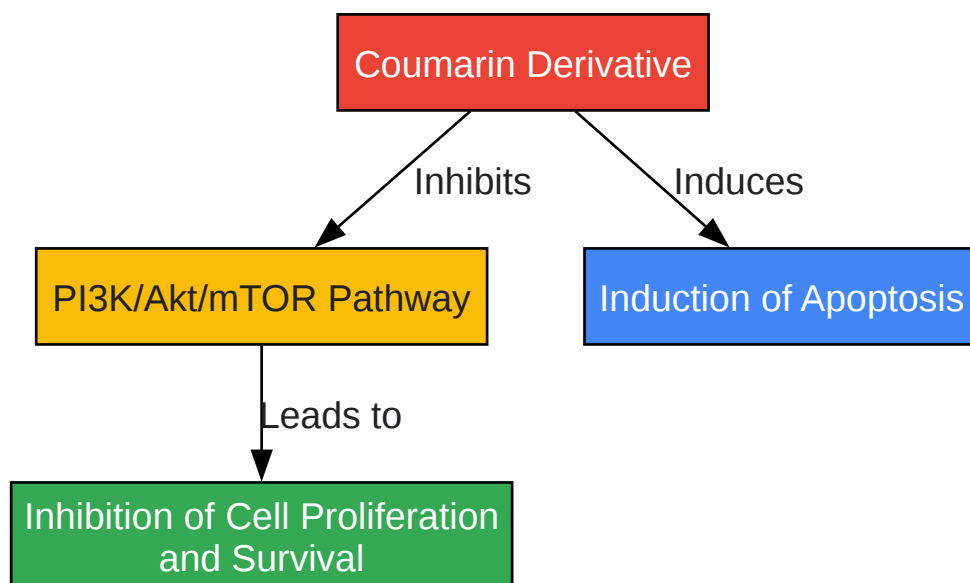 Coumarin Derivative
Inhibits
Induces
PI3K/Akt/mTOR Pathway
Induction of Apoptosis
Leads to
Inhibition of Cell Proliferation
and Survival